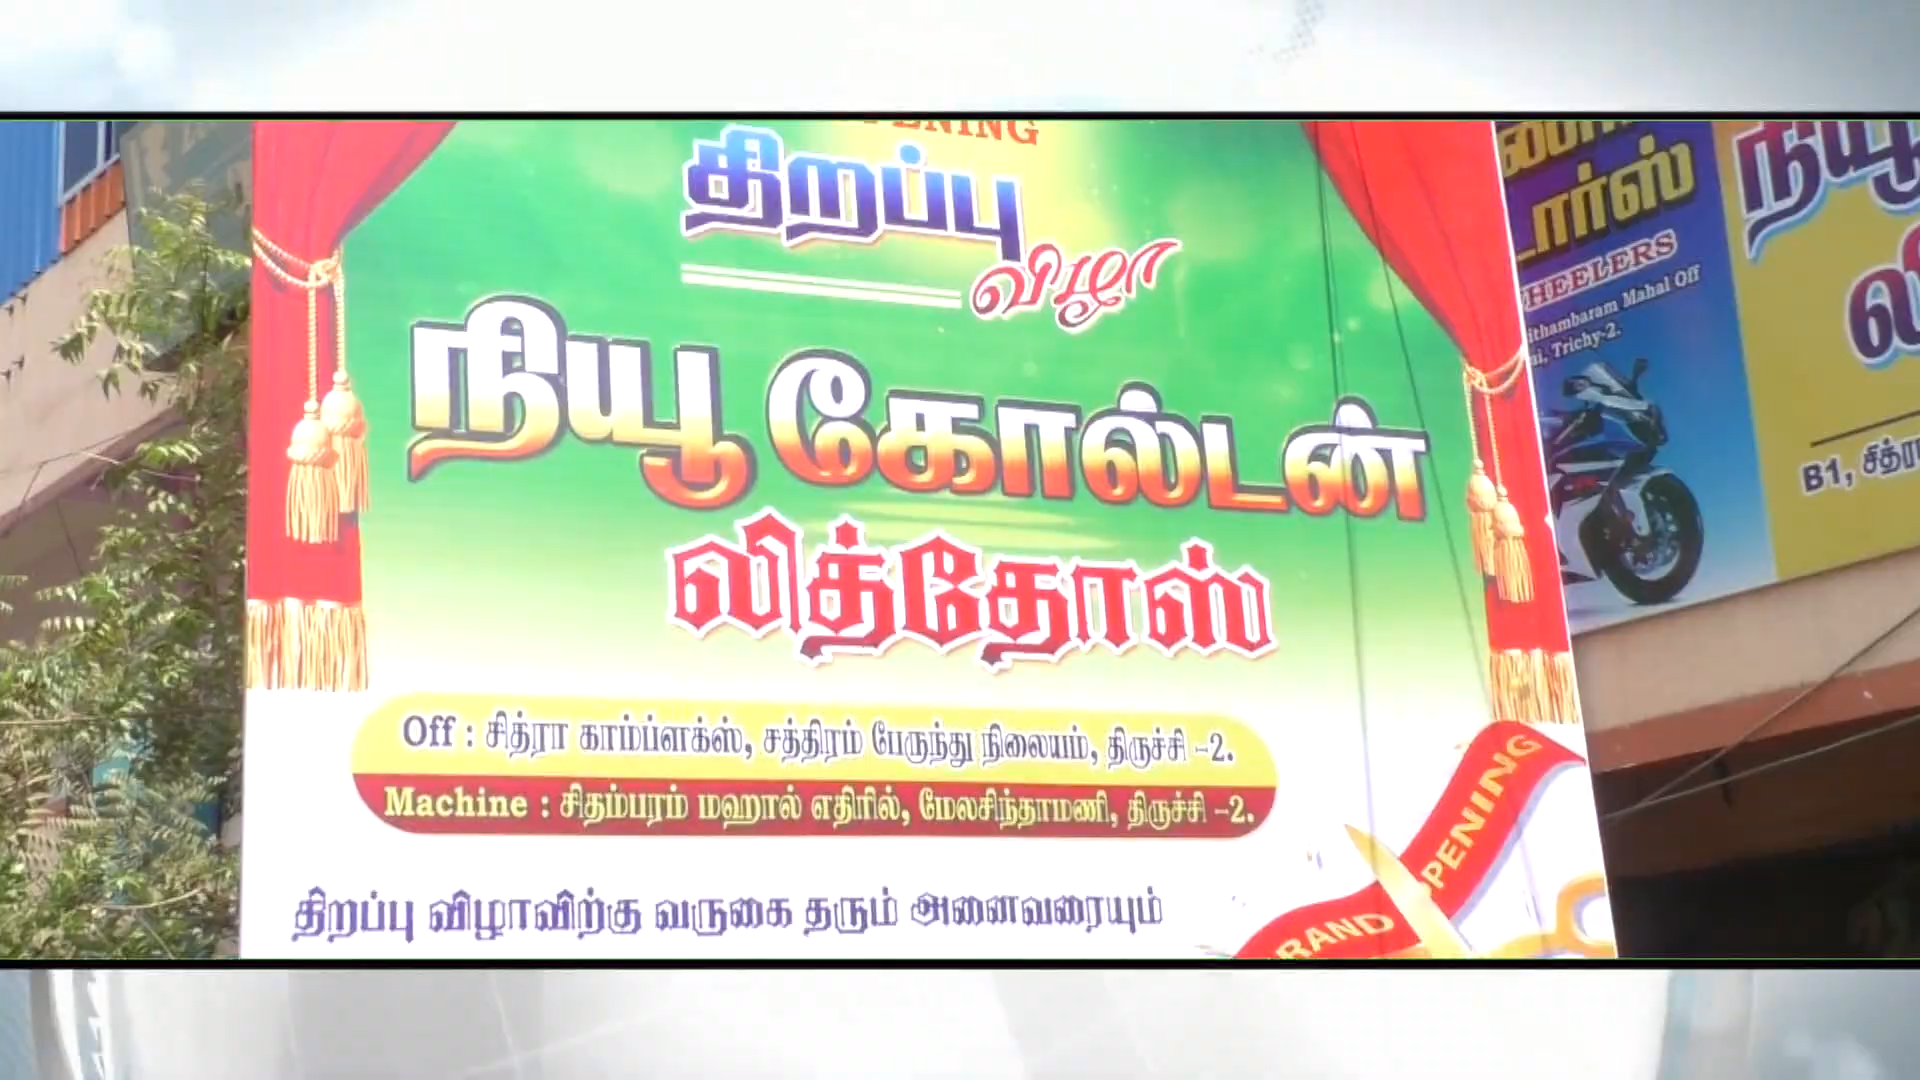 திறப்பு
விழா
நியூ கோல்டன்
லித்தோஸ்
Off : சித்ரா காம்ப்ளக்ஸ், சத்திரம் பேருந்து நிலையம், திருச்சி -2.
Machine : சிதம்பரம் மஹால் எதிரில், மேலசிந்தாமணி, திருச்சி -2.
திறப்பு விழாவிற்கு வருகை தரும் அனைவரையும்
Mahal Off
Trichy-2.
நியூ
B1,